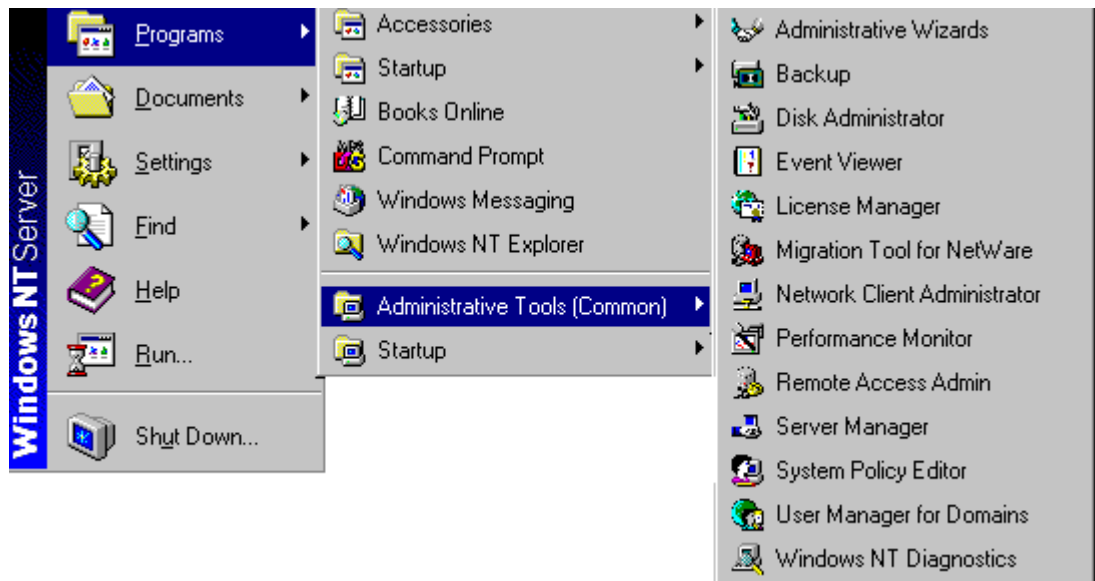 Windows NT Server
Programs
Documents
Settings
Find
Help
Run...
Shut Down...
Accessories
Startup
Books Online
Command Prompt
Windows Messaging
Windows NT Explorer
Administrative Tools (Common)
Startup
Administrative Wizards
Backup
Disk Administrator
Event Viewer
License Manager
Migration Tool for NetWare
Network Client Administrator
Performance Monitor
Remote Access Admin
Server Manager
System Policy Editor
User Manager for Domains
Windows NT Diagnostics